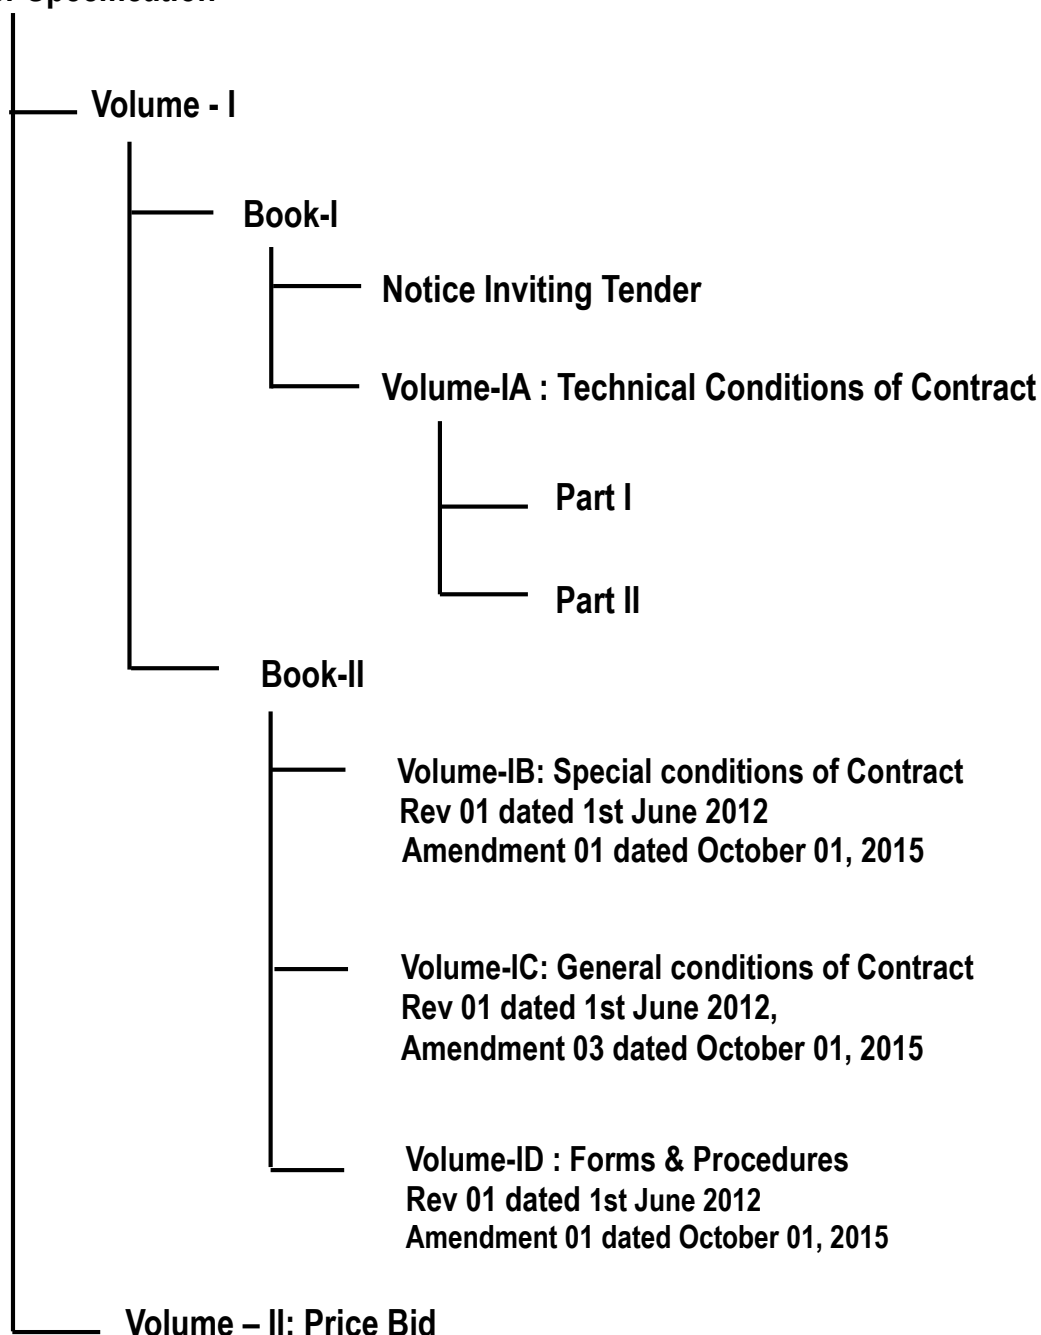 Specification
Volume - I
Book-I
Notice Inviting Tender
Volume-IA : Technical Conditions of Contract
Part I
Part II
Book-II
Volume-IB: Special conditions of Contract
Rev 01 dated 1st June 2012
Amendment 01 dated October 01, 2015
Volume-IC: General conditions of Contract
Rev 01 dated 1st June 2012,
Amendment 03 dated October 01, 2015
Volume-ID : Forms & Procedures
Rev 01 dated 1st June 2012
Amendment 01 dated October 01, 2015
Volume – II: Price Bid